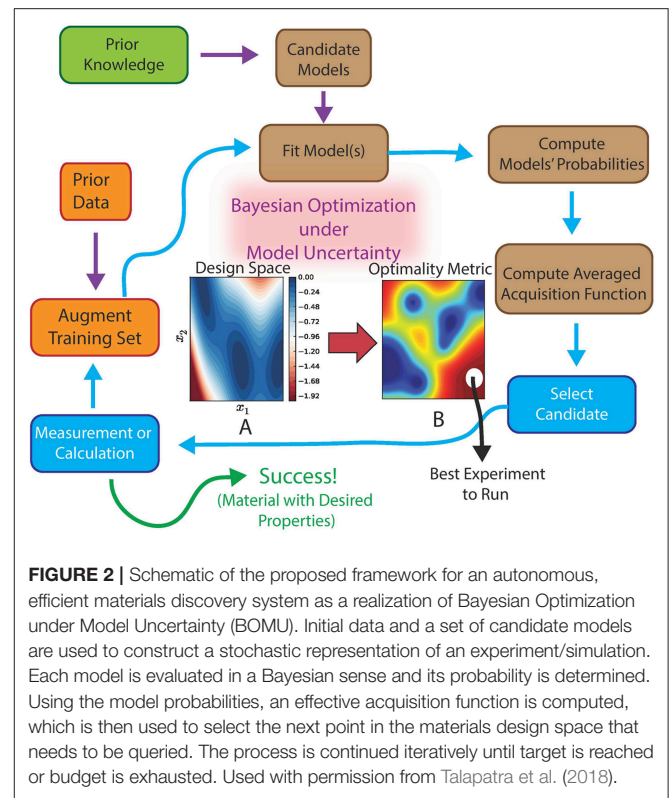 Prior
Knowledge
Candidate
Models
Fit Model(s)
Compute
Models' Probabilities
Prior
Data
Bayesian Optimization
under
Model Uncertainty
Design Space
Optimality Metric
Compute Averaged
Acquisition Function
Augment
Training Set
x₂
0.00
−0.24
−0.48
−0.72
−0.96
−1.20
−1.44
−1.68
−1.92
x₁
A
B
Select
Candidate
Measurement or
Calculation
Success!
(Material with Desired
Properties)
Best Experiment
to Run
FIGURE 2 | Schematic of the proposed framework for an autonomous,
efficient materials discovery system as a realization of Bayesian Optimization
under Model Uncertainty (BOMU). Initial data and a set of candidate models
are used to construct a stochastic representation of an experiment/simulation.
Each model is evaluated in a Bayesian sense and its probability is determined.
Using the model probabilities, an effective acquisition function is computed,
which is then used to select the next point in the materials design space that
needs to be queried. The process is continued iteratively until target is reached
or budget is exhausted. Used with permission from Talapatra et al. (2018).